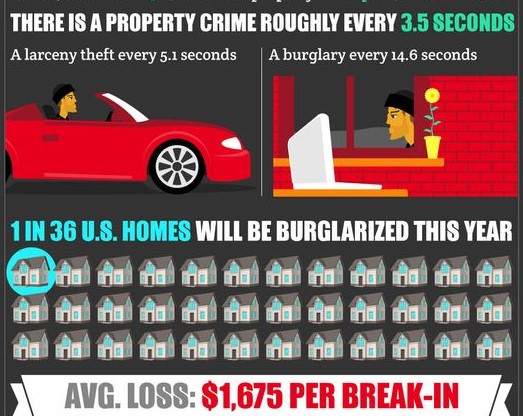 THERE IS A PROPERTY CRIME ROUGHLY EVERY 3.5 SECONDS
A larceny theft every 5.1 seconds
A burglary every 14.6 seconds
1 IN 36 U.S. HOMES WILL BE BURGLARIZED THIS YEAR
AVG. LOSS: $1,675 PER BREAK-IN